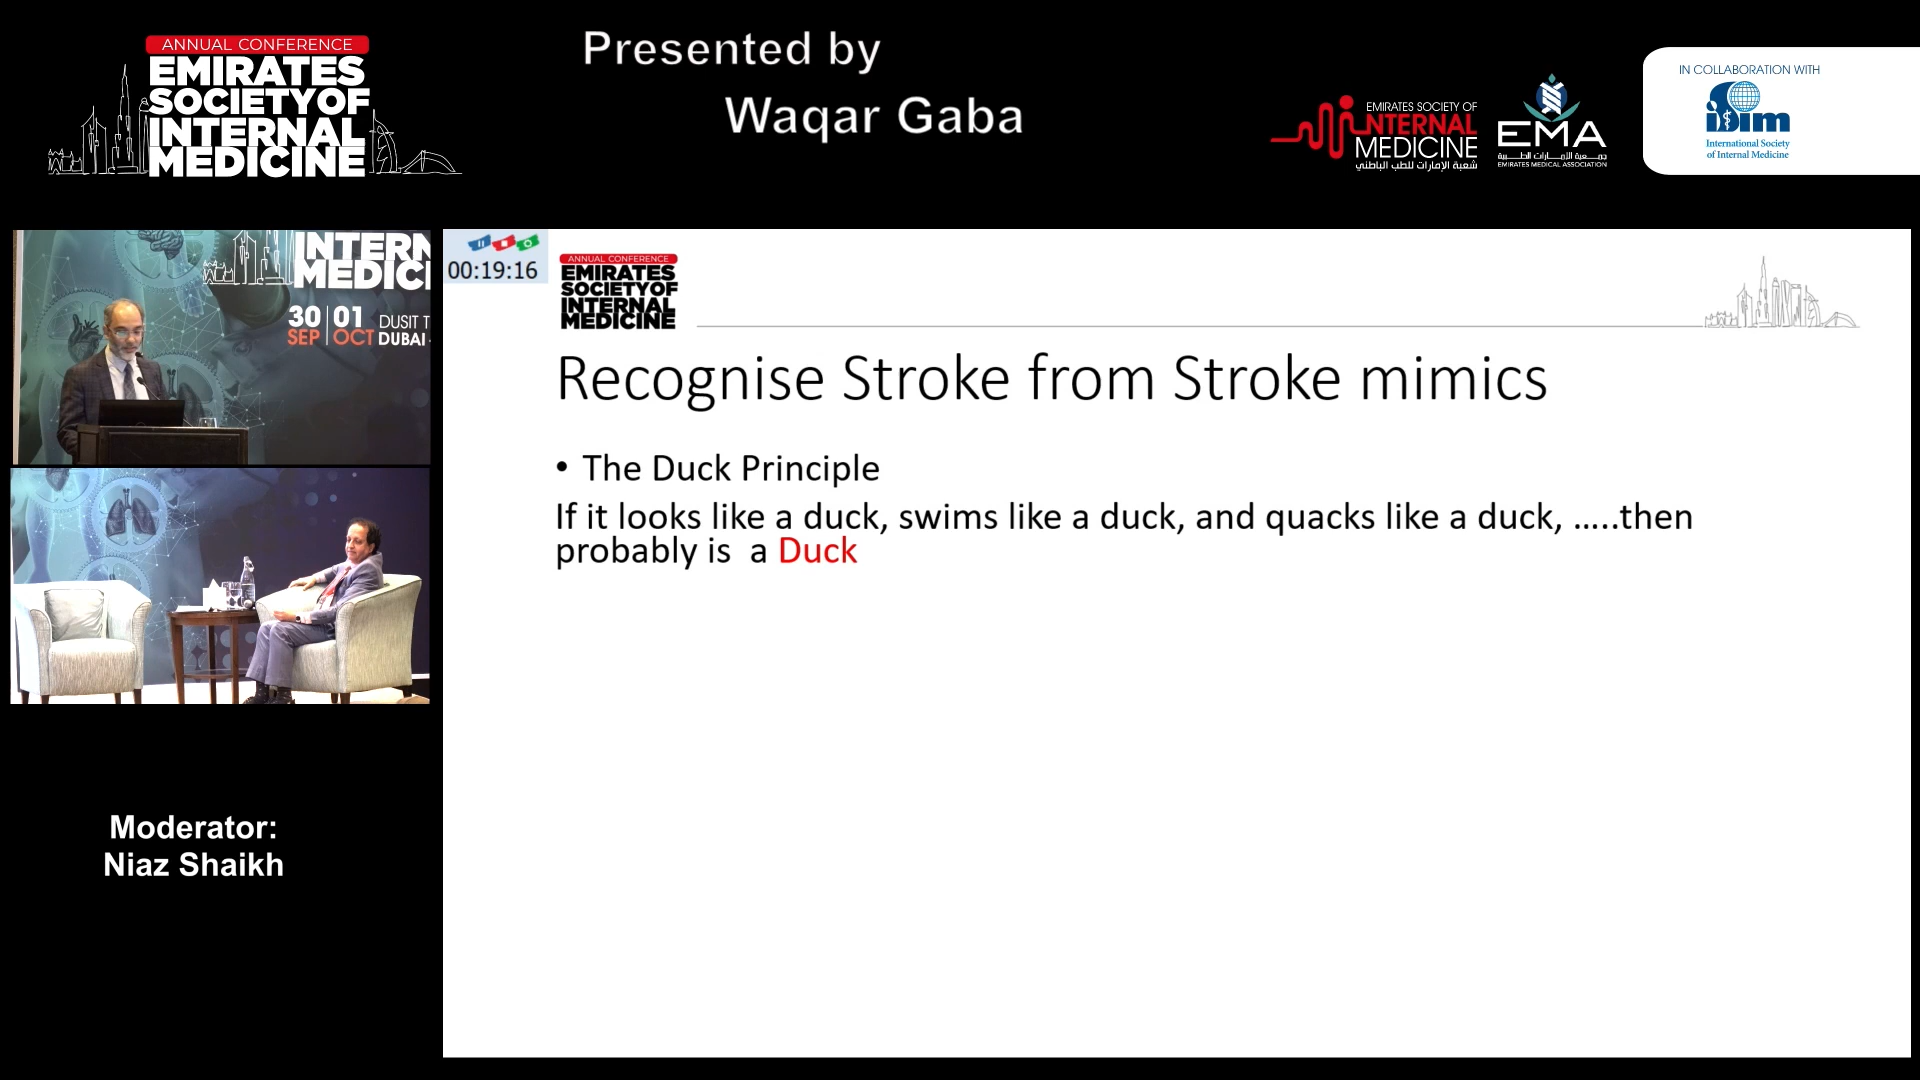 ANNUAL CONFERENCE
EMIRATES
SOCIETY OF
INTERNAL
MEDICINE
Presented by
Waqar Gaba
EMIRATES SOCIETY OF
INTERNAL
MEDICINE
شعبة الإمارات للطب الباطني
EMA
جمعية الإمارات الطبية
EMIRATES MEDICAL ASSOCIATION
IN COLLABORATION WITH
isim
International Society
of Internal Medicine
INTERN
MEDICI
30 | 01
SEP | OCT
DUSIT T
DUBAI
00:19:16
ANNUAL CONFERENCE
EMIRATES
SOCIETY OF
INTERNAL
MEDICINE
Recognise Stroke from Stroke mimics
• The Duck Principle
If it looks like a duck, swims like a duck, and quacks like a duck, .....then
probably is a Duck
Moderator:
Niaz Shaikh